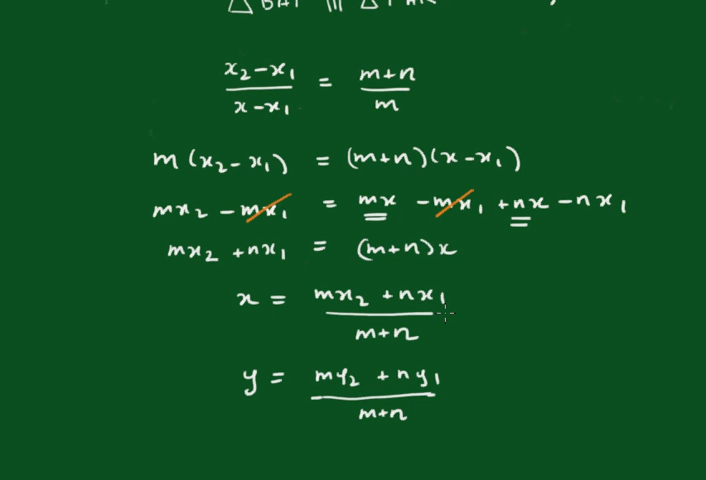 x₂-x₁ / x-x₁ = m+n / m
m(x₂-x₁) = (m+n)(x-x₁)
mx₂ - mx₁ = mx - mx₁ + nx - nx₁
mx₂ + nx₁ = (m+n)x
x = mx₂ + nx₁ / m+n
y = my₂ + ny₁ / m+n